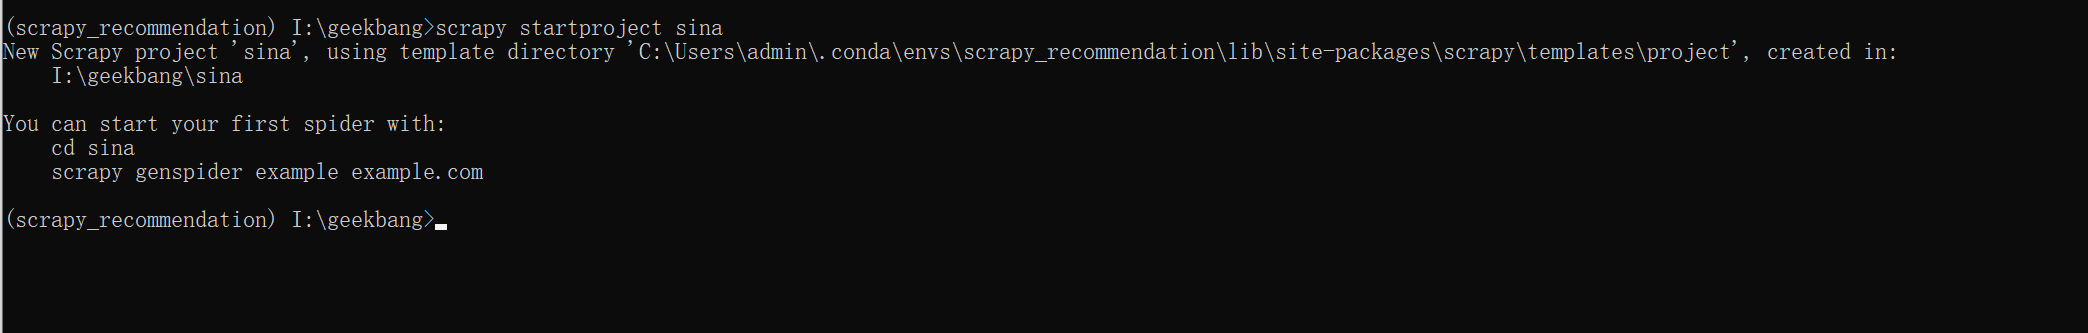 (scrapy_recommendation) I:\geekbang>scrapy startproject sina
New Scrapy project 'sina', using template directory 'C:\Users\admin\.conda\envs\scrapy_recommendation\lib\site-packages\scrapy\templates\project', created in:
    I:\geekbang\sina

You can start your first spider with:
    cd sina
    scrapy genspider example example.com

(scrapy_recommendation) I:\geekbang>